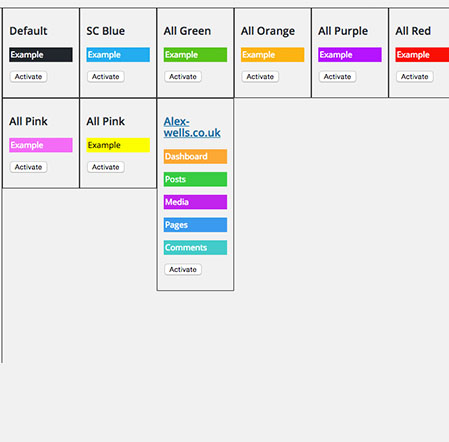 Default
Example
Activate
SC Blue
Example
Activate
All Green
Example
Activate
All Orange
Example
Activate
All Purple
Example
Activate
All Red
Example
Activate
All Pink
Example
Activate
All Pink
Example
Activate
Alex-
wells.co.uk
Dashboard
Posts
Media
Pages
Comments
Activate